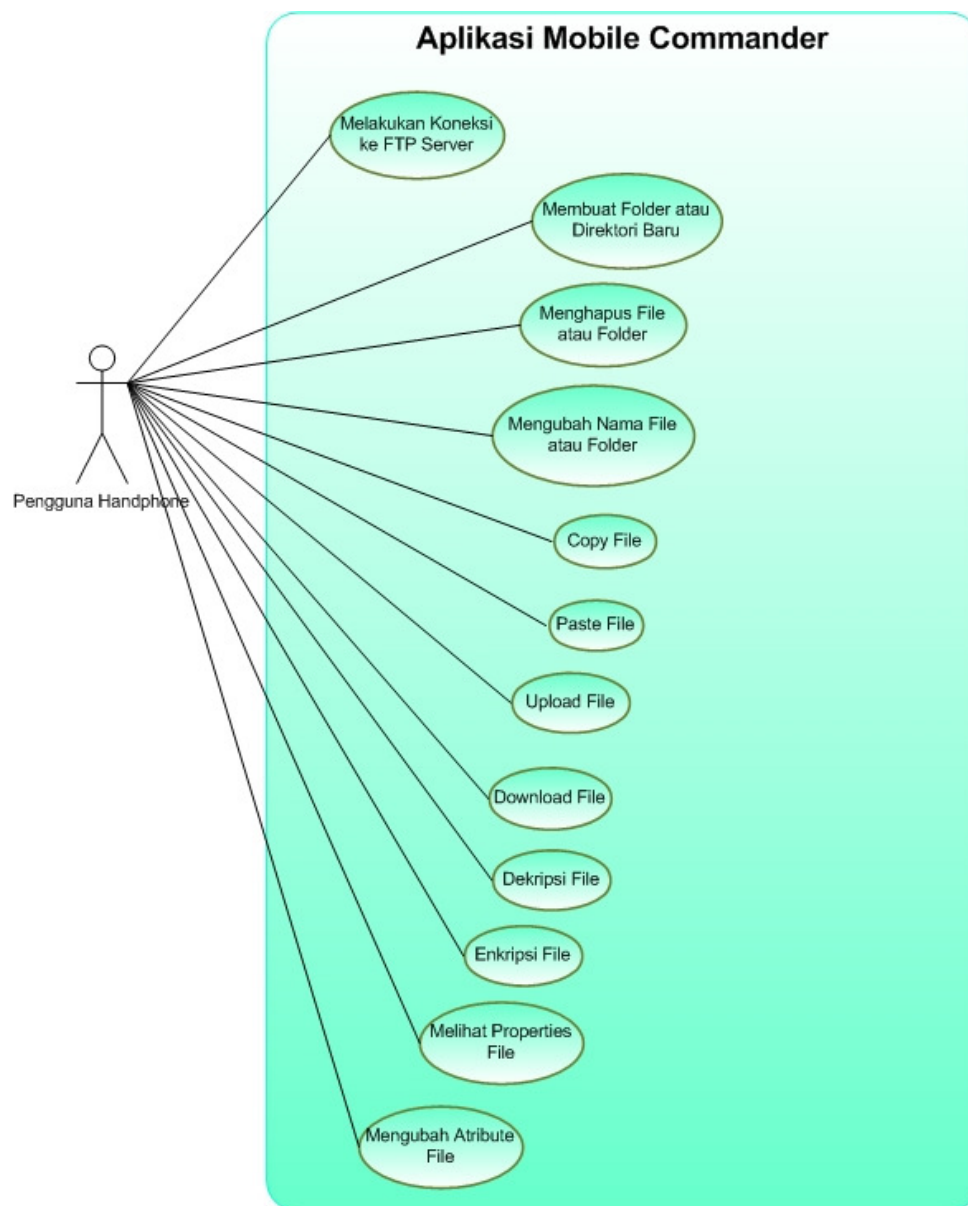 Aplikasi Mobile Commander
Melakukan Koneksi
ke FTP Server
Membuat Folder atau
Direktori Baru
Menghapus File
atau Folder
Mengubah Nama File
atau Folder
Pengguna Handphone
Copy File
Paste File
Upload File
Download File
Dekripsi File
Enkripsi File
Melihat Properties
File
Mengubah Atribute
File